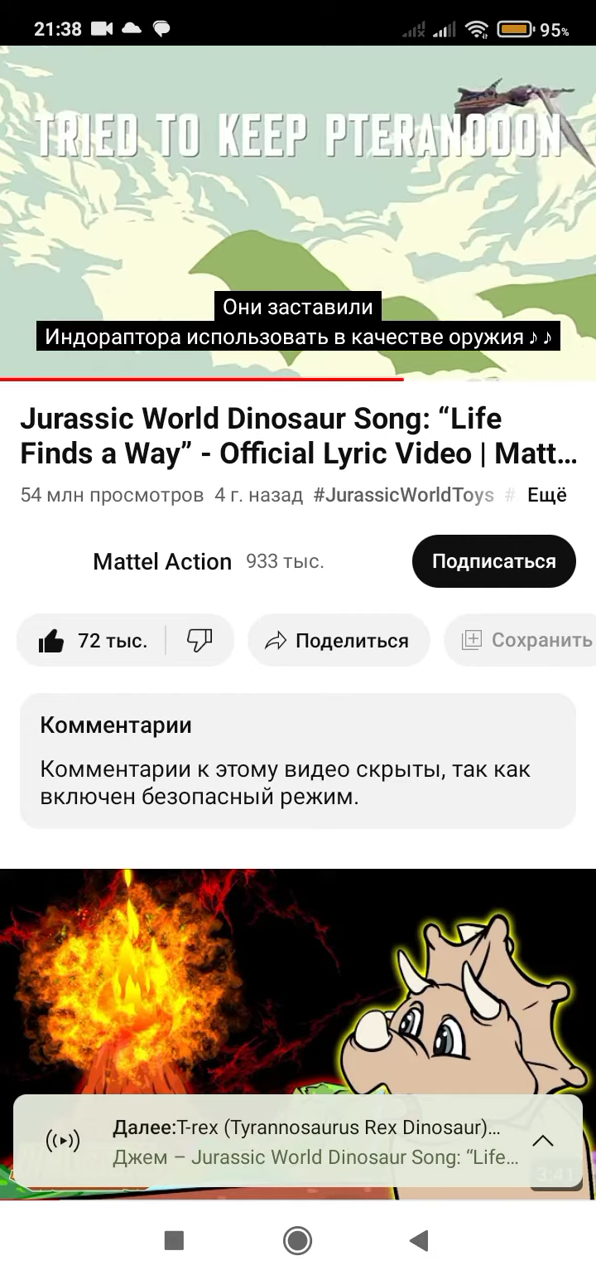 21:38
95%
TRIED TO KEEP PTERANODON
Они заставили
Индораптора использовать в качестве оружия ♪ ♪
Jurassic World Dinosaur Song: “Life
Finds a Way” - Official Lyric Video | Matt...
54 млн просмотров 4 г. назад #JurassicWorldToys # Ещё
Mattel Action 933 тыс.
Подписаться
72 тыс.
Поделиться
Сохранить
Комментарии
Комментарии к этому видео скрыты, так как
включен безопасный режим.
Далее:T-rex (Tyrannosaurus Rex Dinosaur)...
Джем – Jurassic World Dinosaur Song: “Life...
3:41